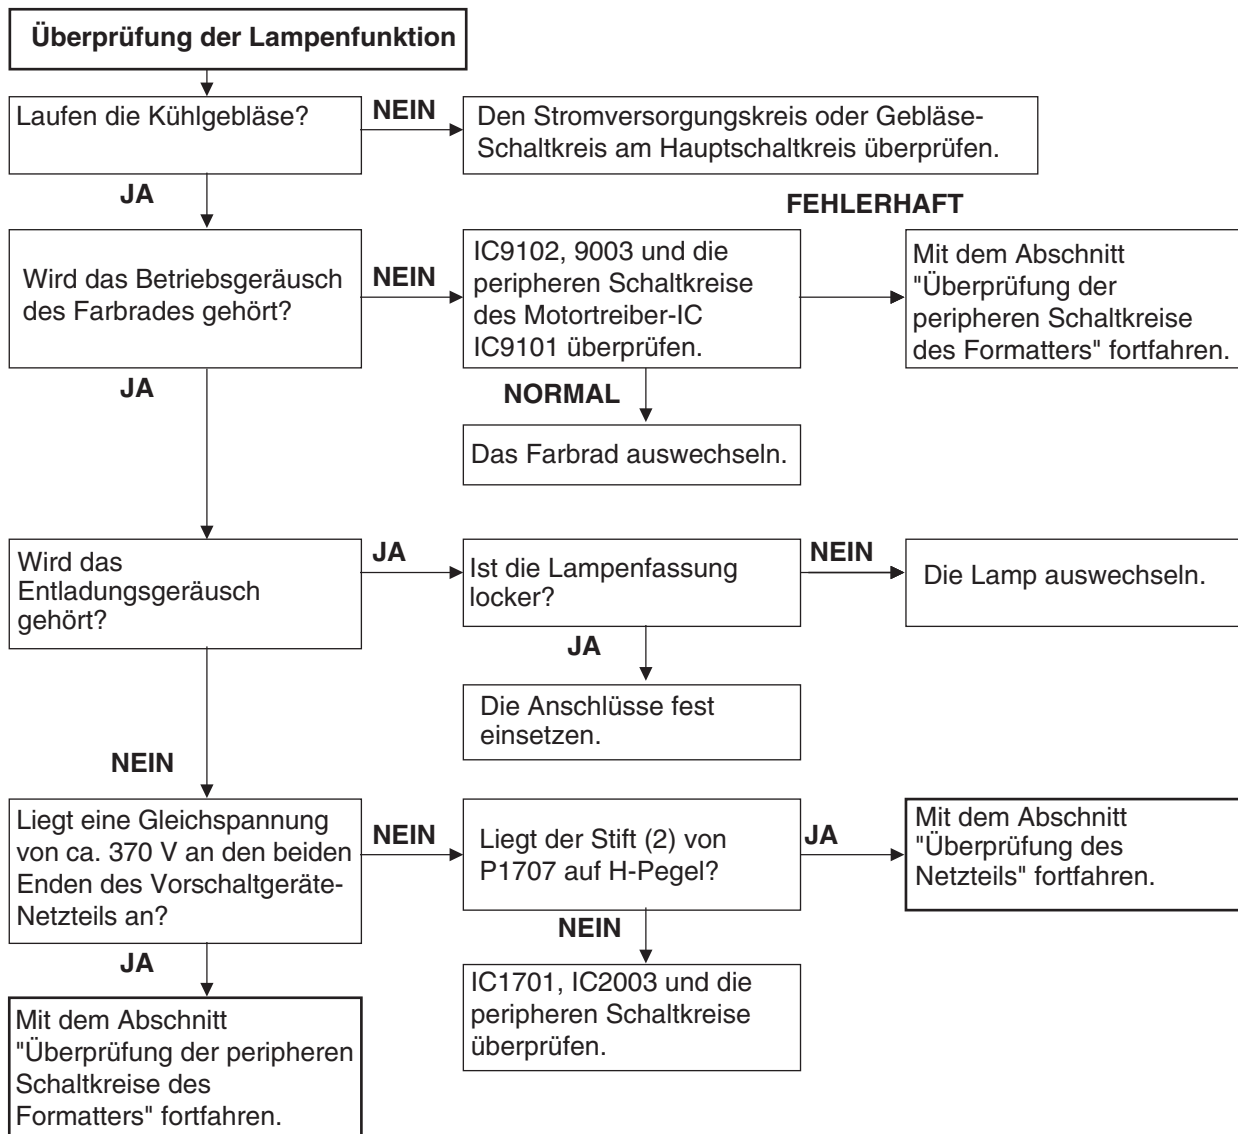 Überprüfung der Lampenfunktion
Laufen die Kühlgebläse?
NEIN
Den Stromversorgungskreis oder Gebläse-
Schaltkreis am Hauptschaltkreis überprüfen.
JA
FEHLERHAFT
Wird das Betriebsgeräusch
des Farbrades gehört?
NEIN
IC9102, 9003 und die
peripheren Schaltkreise
des Motortreiber-IC
IC9101 überprüfen.
Mit dem Abschnitt
"Überprüfung der
peripheren Schaltkreise
des Formatters" fortfahren.
JA
NORMAL
Das Farbrad auswechseln.
Wird das
Entladungsgeräusch
gehört?
JA
Ist die Lampenfassung
locker?
NEIN
Die Lamp auswechseln.
JA
Die Anschlüsse fest
einsetzen.
NEIN
Liegt eine Gleichspannung
von ca. 370 V an den beiden
Enden des Vorschaltgeräte-
Netzteils an?
NEIN
Liegt der Stift (2) von
P1707 auf H-Pegel?
JA
Mit dem Abschnitt
"Überprüfung des
Netzteils" fortfahren.
NEIN
JA
IC1701, IC2003 und die
peripheren Schaltkreise
überprüfen.
Mit dem Abschnitt
"Überprüfung der peripheren
Schaltkreise des
Formatters" fortfahren.